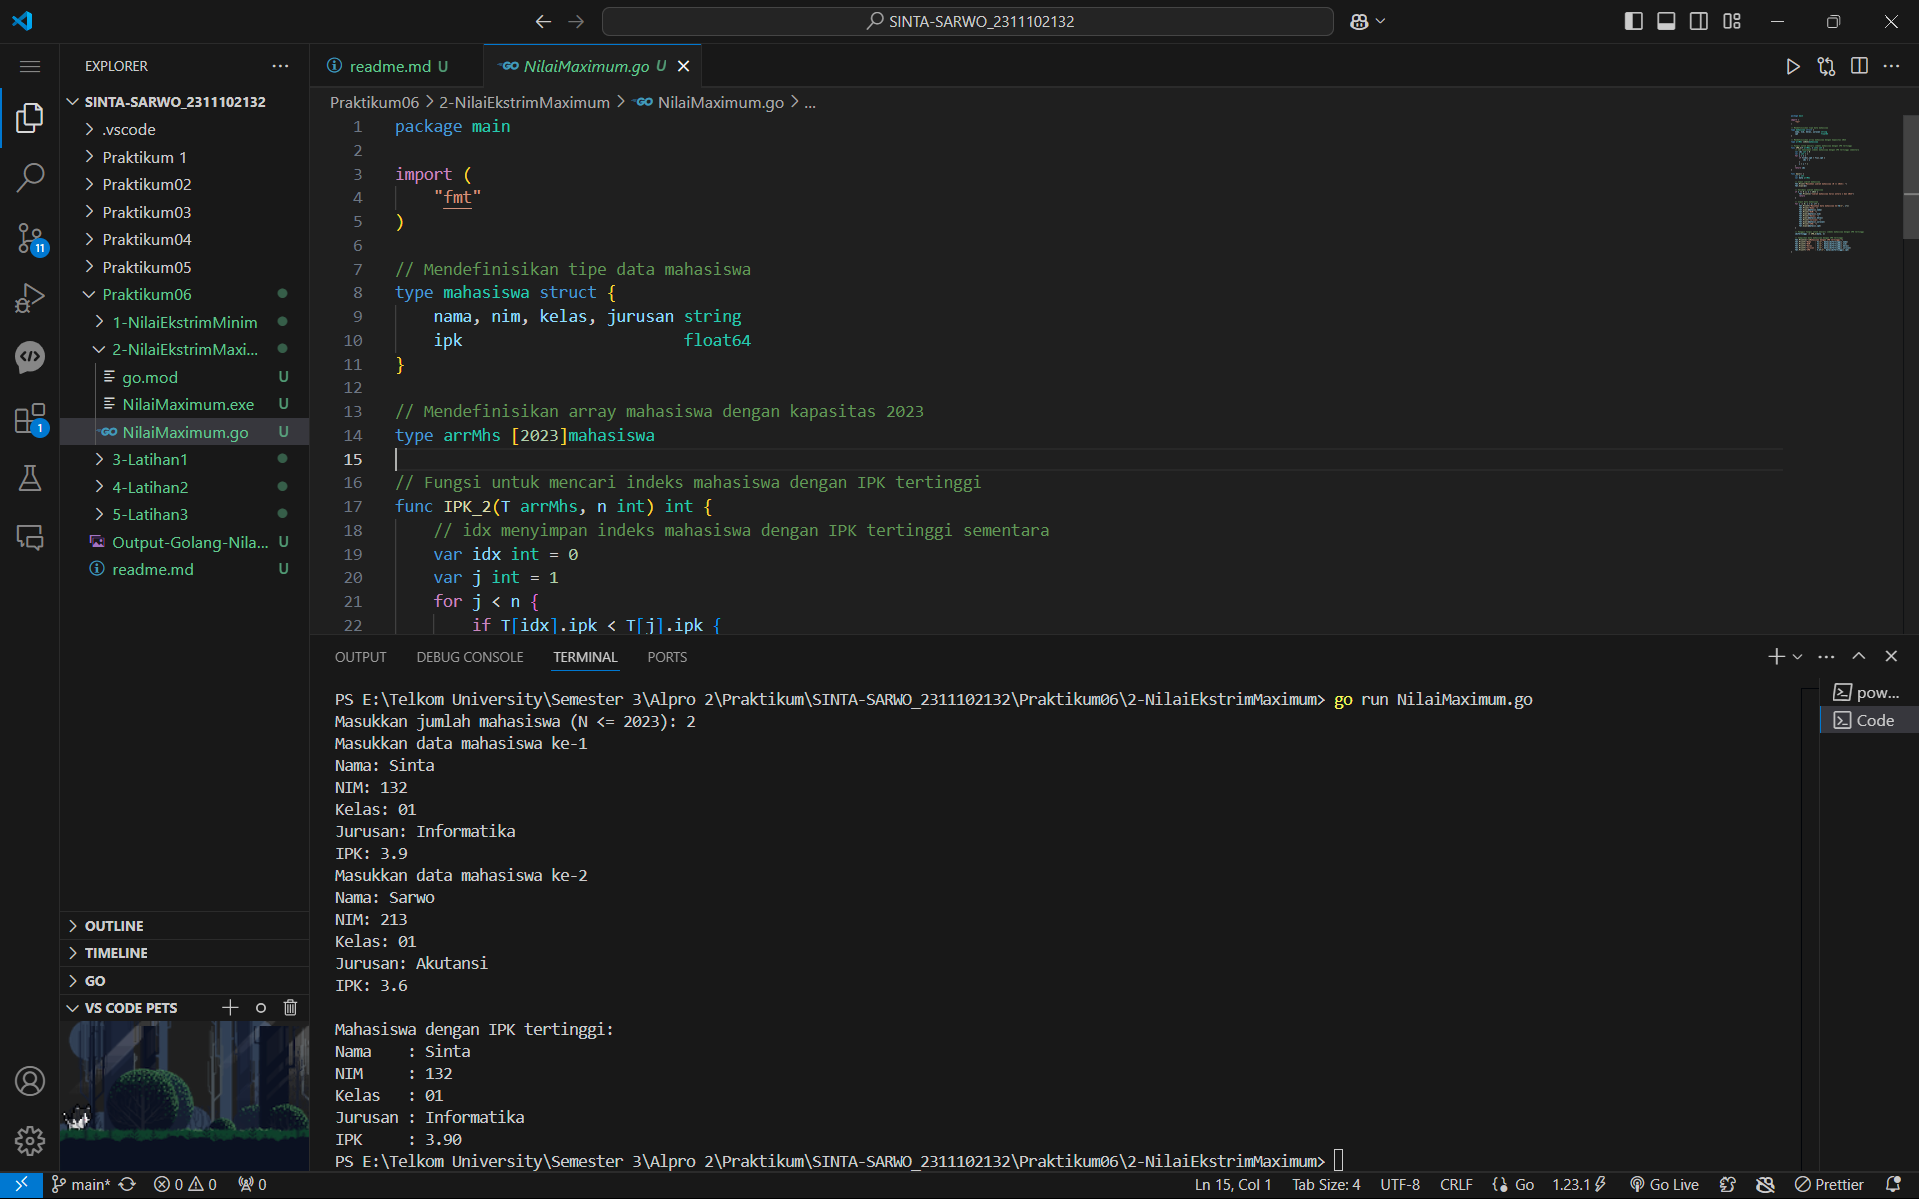 SINTA-SARWO_2311102132
EXPLORER
SINTA-SARWO_2311102132
.vscode
Praktikum 1
Praktikum02
Praktikum03
Praktikum04
Praktikum05
Praktikum06
1-NilaiEkstrimMinim
2-NilaiEkstrimMaxi...
go.mod U
NilaiMaximum.exe U
GO NilaiMaximum.go U
3-Latihan1
4-Latihan2
5-Latihan3
Output-Golang-Nila... U
readme.md U
11
1
OUTLINE
TIMELINE
GO
VS CODE PETS
readme.md U
GO NilaiMaximum.go U
Praktikum06 > 2-NilaiEkstrimMaximum > GO NilaiMaximum.go > ...
1 package main
2
3 import (
4 "fmt"
5 )
6
7 // Mendefinisikan tipe data mahasiswa
8 type mahasiswa struct {
9 nama, nim, kelas, jurusan string
10 ipk float64
11 }
12
13 // Mendefinisikan array mahasiswa dengan kapasitas 2023
14 type arrMhs [2023]mahasiswa
15
16 // Fungsi untuk mencari indeks mahasiswa dengan IPK tertinggi
17 func IPK_2(T arrMhs, n int) int {
18 // idx menyimpan indeks mahasiswa dengan IPK tertinggi sementara
19 var idx int = 0
20 var j int = 1
21 for j < n {
22 if T[idx].ipk < T[j].ipk {
OUTPUT DEBUG CONSOLE TERMINAL PORTS
PS E:\Telkom University\Semester 3\Alpro 2\Praktikum\SINTA-SARWO_2311102132\Praktikum06\2-NilaiEkstrimMaximum> go run NilaiMaximum.go
Masukkan jumlah mahasiswa (N <= 2023): 2
Masukkan data mahasiswa ke-1
Nama: Sinta
NIM: 132
Kelas: 01
Jurusan: Informatika
IPK: 3.9
Masukkan data mahasiswa ke-2
Nama: Sarwo
NIM: 213
Kelas: 01
Jurusan: Akutansi
IPK: 3.6
Mahasiswa dengan IPK tertinggi:
Nama : Sinta
NIM : 132
Kelas : 01
Jurusan : Informatika
IPK : 3.90
PS E:\Telkom University\Semester 3\Alpro 2\Praktikum\SINTA-SARWO_2311102132\Praktikum06\2-NilaiEkstrimMaximum>
pow...
Code
main* 0 0 0 Ln 15, Col 1 Tab Size: 4 UTF-8 CRLF Go 1.23.1 Go Live Prettier